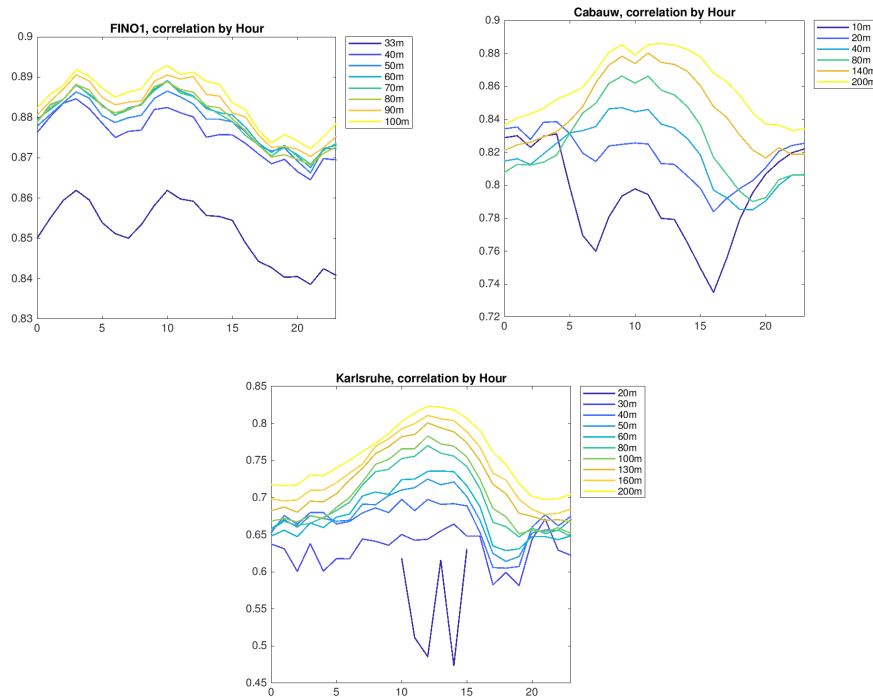 FINO1, correlation by Hour
0.9
0.89
0.88
0.87
0.86
0.85
0.84
0.83
0 5 10 15 20
33m
40m
50m
60m
70m
80m
90m
100m
Cabauw, correlation by Hour
0.9
0.88
0.86
0.84
0.82
0.8
0.78
0.76
0.74
0.72
0 5 10 15 20
10m
20m
40m
80m
140m
200m
Karlsruhe, correlation by Hour
0.85
0.8
0.75
0.7
0.65
0.6
0.55
0.5
0.45
0 5 10 15 20
20m
30m
40m
50m
60m
80m
100m
130m
160m
200m